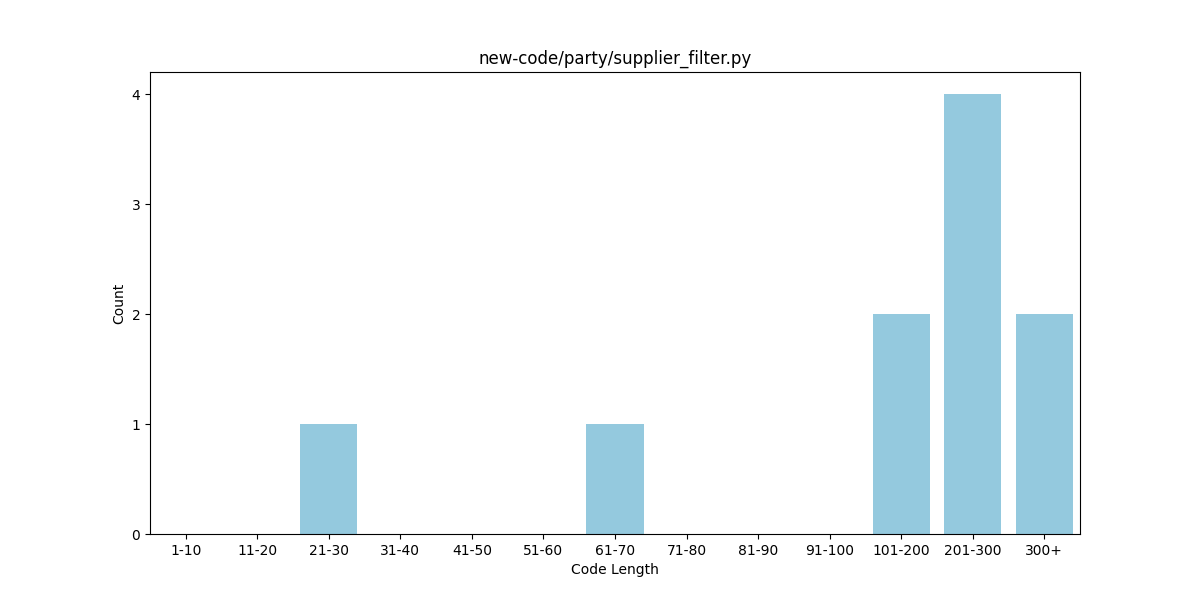 new-code/party/supplier_filter.py
4
3
2
1
0
Count
1-10 11-20 21-30 31-40 41-50 51-60 61-70 71-80 81-90 91-100 101-200 201-300 300+
Code Length